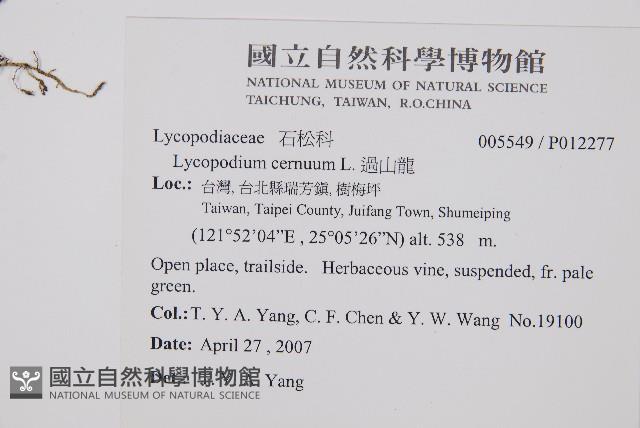 國立自然科學博物館
NATIONAL MUSEUM OF NATURAL SCIENCE
TAICHUNG, TAIWAN, R.O.CHINA
Lycopodiaceae 石松科 005549 / P012277
Lycopodium cernuum L. 過山龍
Loc.: 台灣, 台北縣瑞芳鎮, 樹梅坪
Taiwan, Taipei County, Juifang Town, Shumeiping
(121°52’04”E , 25°05’26”N) alt. 538 m.
Open place, trailside. Herbaceous vine, suspended, fr. pale
green.
Col.: T. Y. A. Yang, C. F. Chen & Y. W. Wang No.19100
Date: April 27 , 2007
Yang
國立自然科學博物館
NATIONAL MUSEUM OF NATURAL SCIENCE